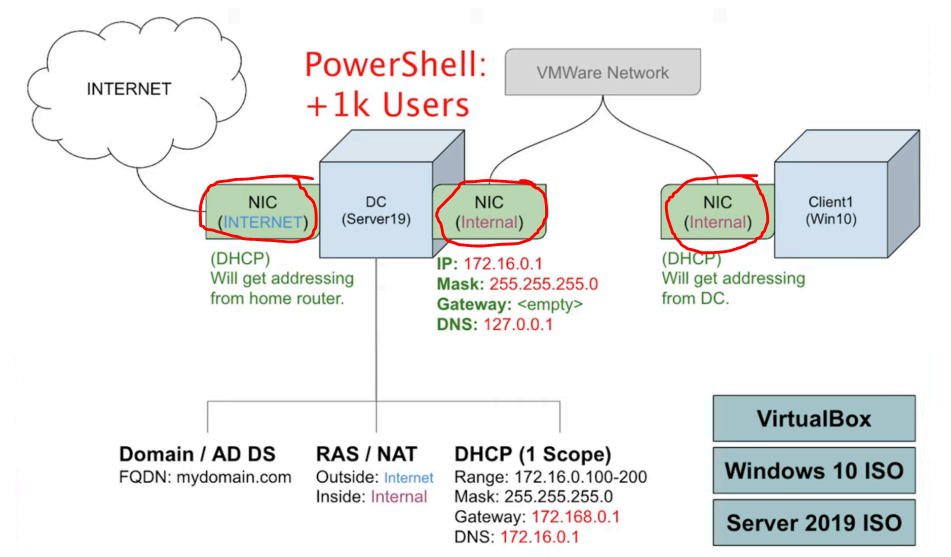 INTERNET
PowerShell:
+1k Users
VMWare Network
NIC
(INTERNET)
DC
(Server19)
NIC
(Internal)
NIC
(Internal)
Client1
(Win10)
(DHCP)
Will get addressing
from home router.
IP: 172.16.0.1
Mask: 255.255.255.0
Gateway: <empty>
DNS: 127.0.0.1
(DHCP)
Will get addressing
from DC.
Domain / AD DS
FQDN: mydomain.com
RAS / NAT
Outside: Internet
Inside: Internal
DHCP (1 Scope)
Range: 172.16.0.100-200
Mask: 255.255.255.0
Gateway: 172.168.0.1
DNS: 172.16.0.1
VirtualBox
Windows 10 ISO
Server 2019 ISO